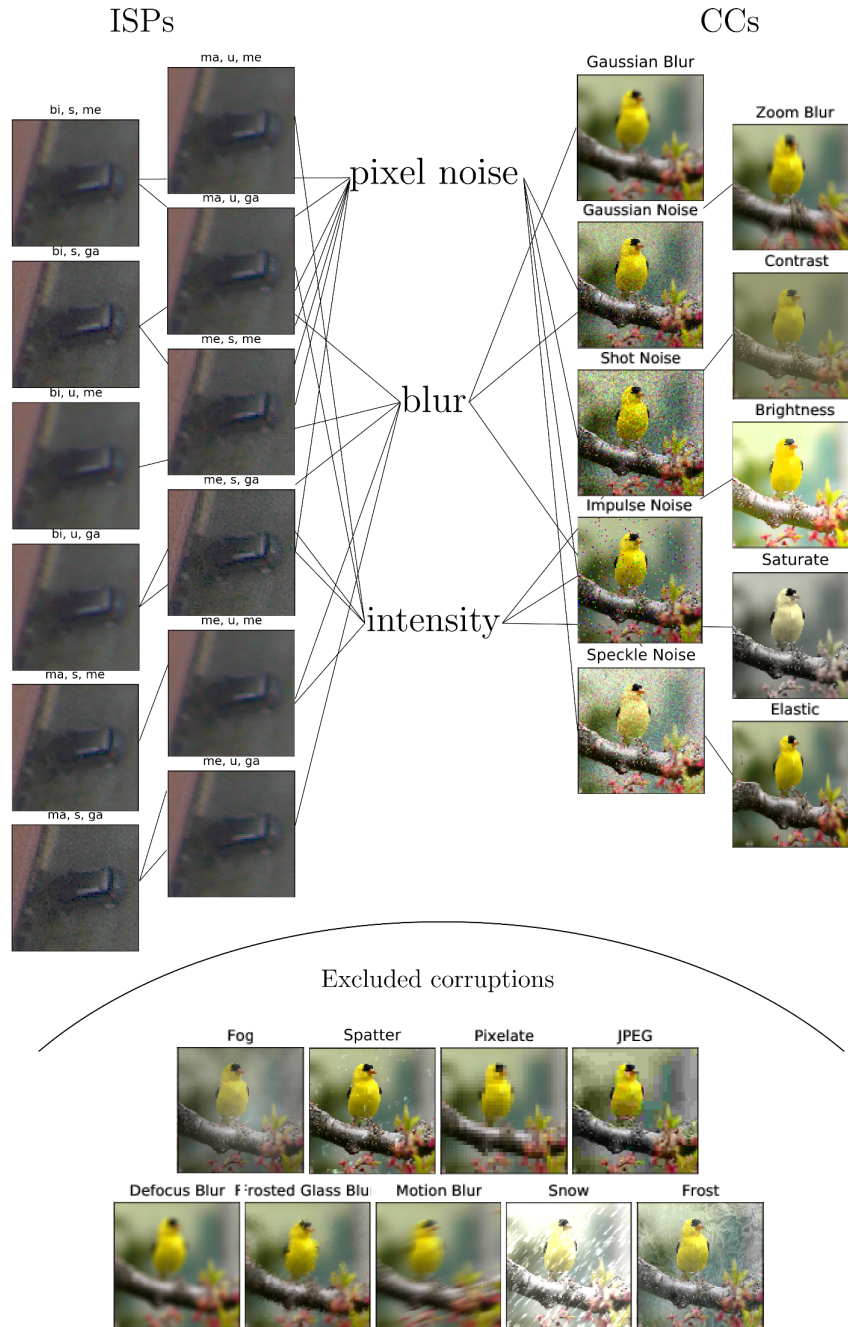 ISPs
CCs
ma, u, me
bi, s, me
ma, u, ga
bi, s, ga
me, s, me
bi, u, me
me, s, ga
bi, u, ga
me, u, me
ma, s, me
me, u, ga
ma, s, ga
pixel noise
blur
intensity
Gaussian Blur
Zoom Blur
Gaussian Noise
Contrast
Shot Noise
Brightness
Impulse Noise
Saturate
Speckle Noise
Elastic
Excluded corruptions
Fog
Spatter
Pixelate
JPEG
Defocus Blur
Frosted Glass Blu
Motion Blur
Snow
Frost